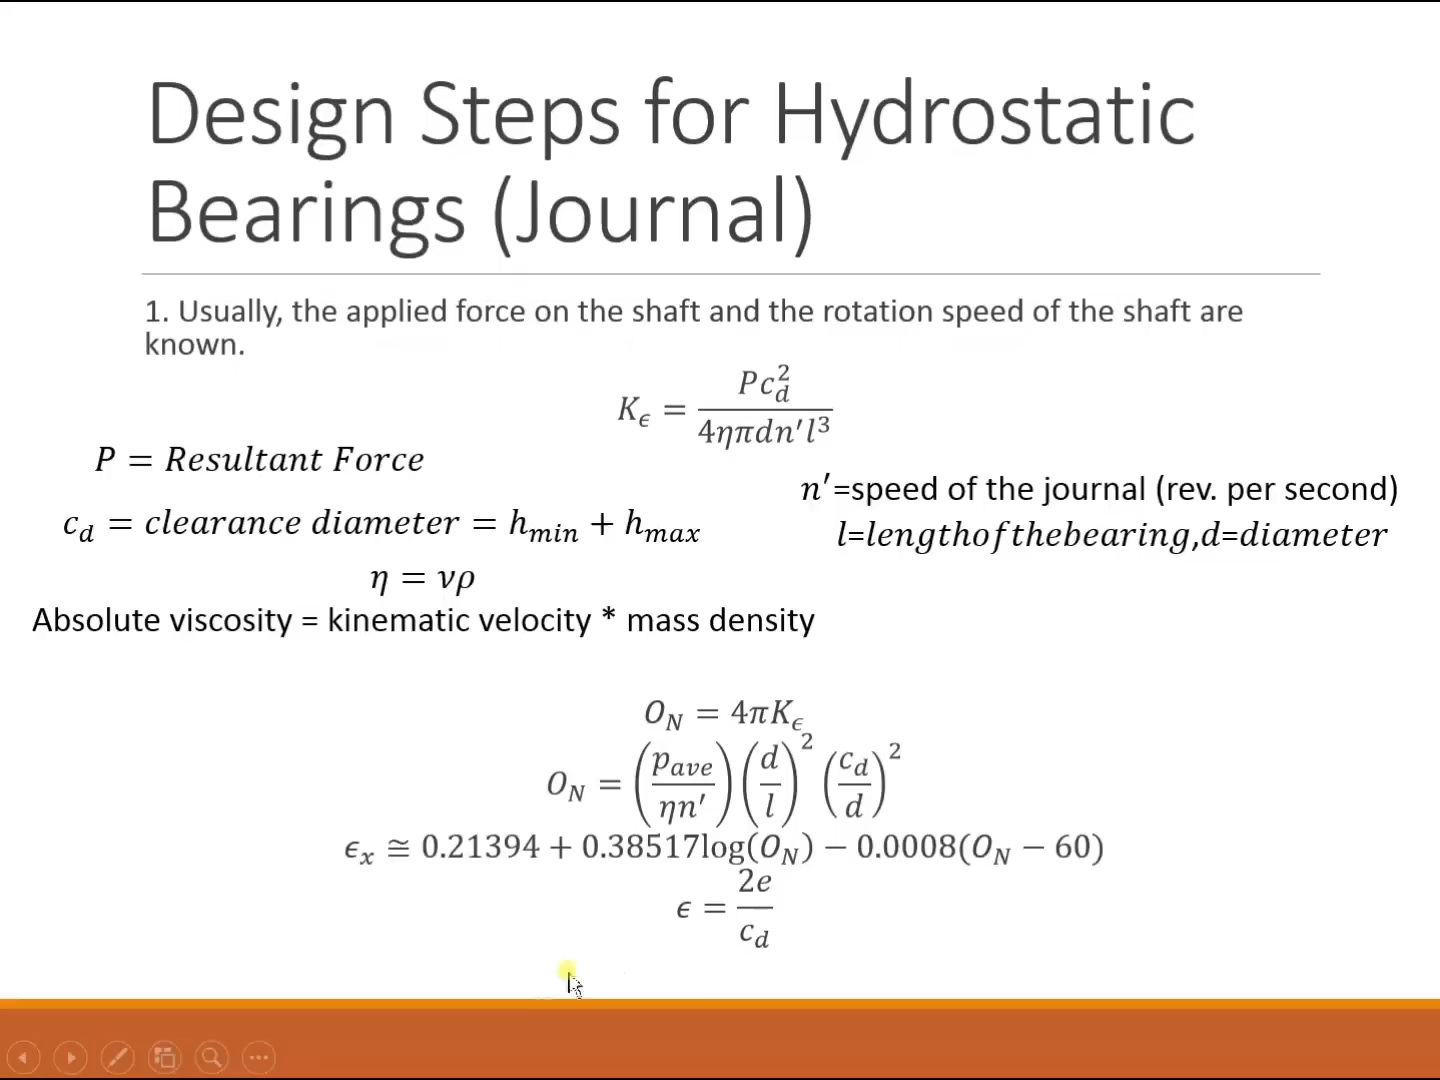 Design Steps for Hydrostatic
Bearings (Journal)
1. Usually, the applied force on the shaft and the rotation speed of the shaft are
known.
K_ϵ = Pc_d^2 / 4ηπdn′l^3
P = Resultant Force
c_d = clearance diameter = h_min + h_max
η = νρ
Absolute viscosity = kinematic velocity * mass density
n′=speed of the journal (rev. per second)
l=lengthofthebearing,d=diameter
O_N = 4πK_ϵ
O_N = (p_ave / ηn′) (d / l)^2 (c_d / d)^2
ϵ_x ≅ 0.21394 + 0.38517log(O_N) − 0.0008(O_N − 60)
ϵ = 2e / c_d